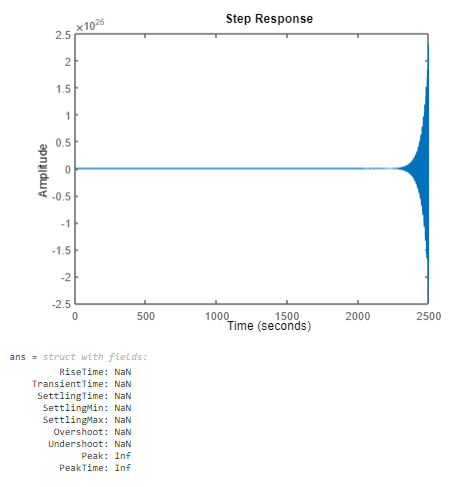 Step Response
×10^25
2.5
2
1.5
1
0.5
0
-0.5
-1
-1.5
-2
-2.5
Amplitude
0 500 1000 1500 2000 2500
Time (seconds)
ans = struct with fields:
RiseTime: NaN
TransientTime: NaN
SettlingTime: NaN
SettlingMin: NaN
SettlingMax: NaN
Overshoot: NaN
Undershoot: NaN
Peak: Inf
PeakTime: Inf